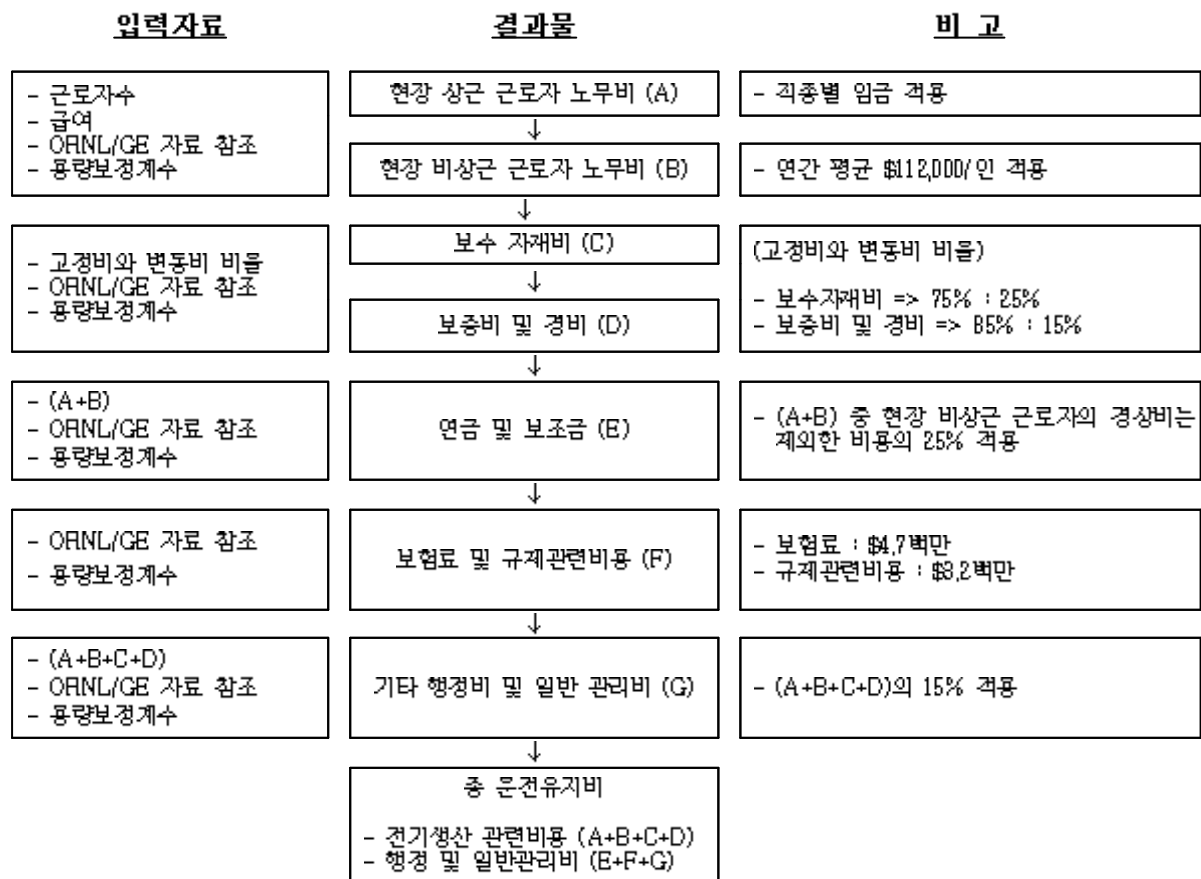 입력자료
결과물
비 고
- 근로자수
- 급여
- ORNL/GE 자료 참조
- 용량보정계수
현장 상근 근로자 노무비 (A)
- 직종별 임금 적용
↓
현장 비상근 근로자 노무비 (B)
- 연간 평균 $112,000/인 적용
↓
- 고정비와 변동비 비율
- ORNL/GE 자료 참조
- 용량보정계수
보수 자재비 (C)
↓
보증비 및 경비 (D)
(고정비와 변동비 비율)
- 보수자재비 => 75% : 25%
- 보증비 및 경비 => 85% : 15%
↓
- (A+B)
- ORNL/GE 자료 참조
- 용량보정계수
연금 및 보조금 (E)
- (A+B) 중 현장 비상근 근로자의 경상비는
제외한 비용의 25% 적용
↓
- ORNL/GE 자료 참조
- 용량보정계수
보험료 및 규제관련비용 (F)
- 보험료 : $4.7백만
- 규제관련비용 : $3.2백만
↓
- (A+B+C+D)
- ORNL/GE 자료 참조
- 용량보정계수
기타 행정비 및 일반 관리비 (G)
- (A+B+C+D)의 15% 적용
↓
총 운전유지비
- 전기생산 관련비용 (A+B+C+D)
- 행정 및 일반관리비 (E+F+G)